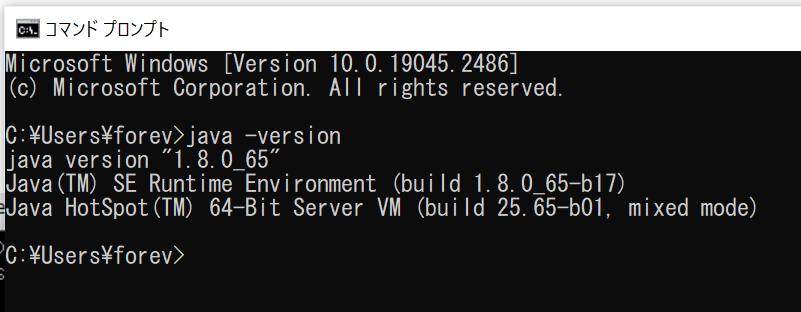 コマンド プロンプト
Microsoft Windows [Version 10.0.19045.2486]
(c) Microsoft Corporation. All rights reserved.
C:¥Users¥forev>java -version
java version "1.8.0_65"
Java(TM) SE Runtime Environment (build 1.8.0_65-b17)
Java HotSpot(TM) 64-Bit Server VM (build 25.65-b01, mixed mode)
C:¥Users¥forev>